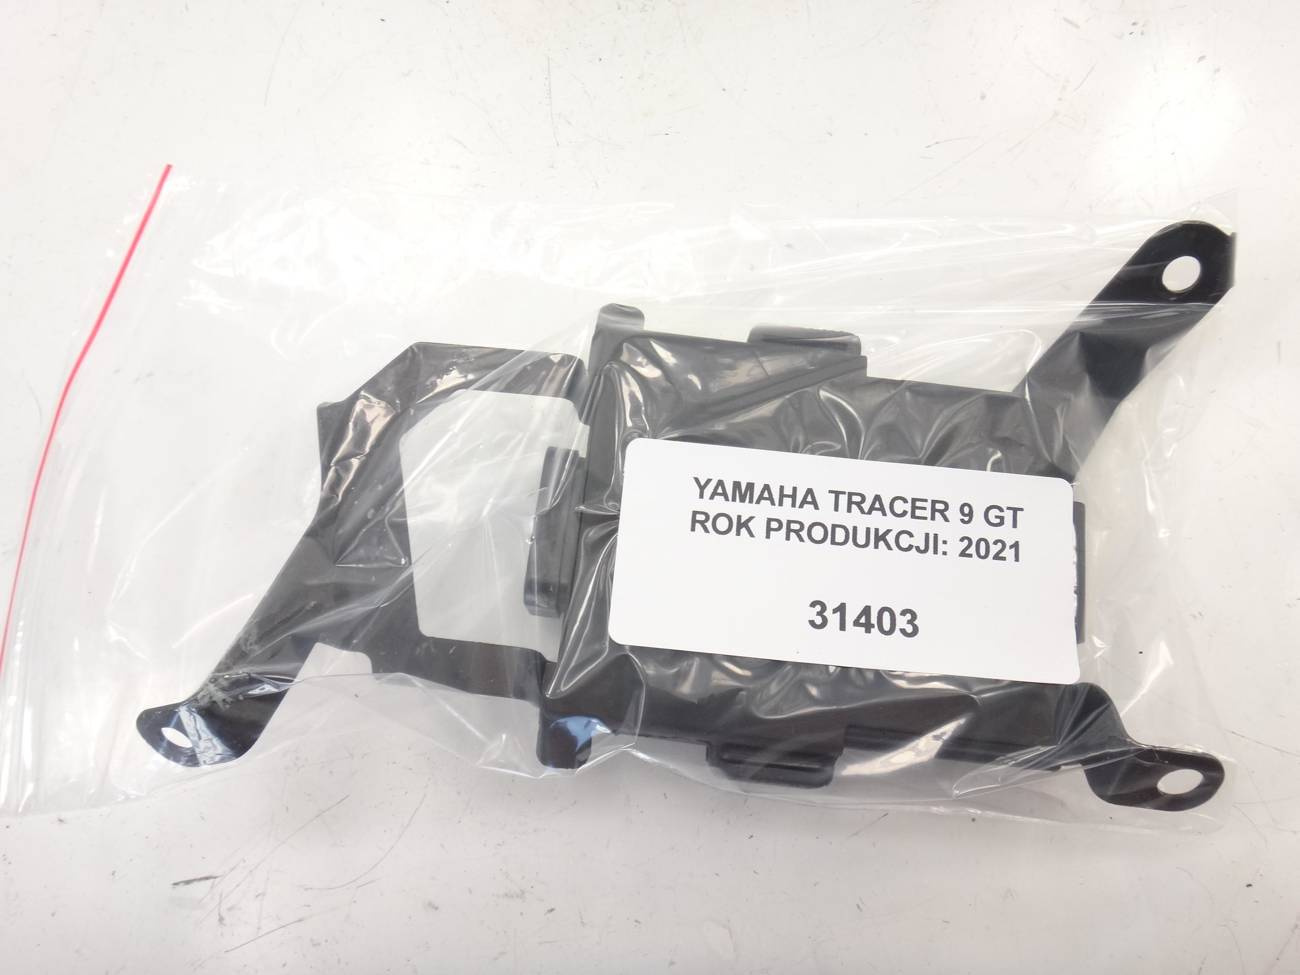 YAMAHA TRACER 9 GT
ROK PRODUKCJI: 2021
31403